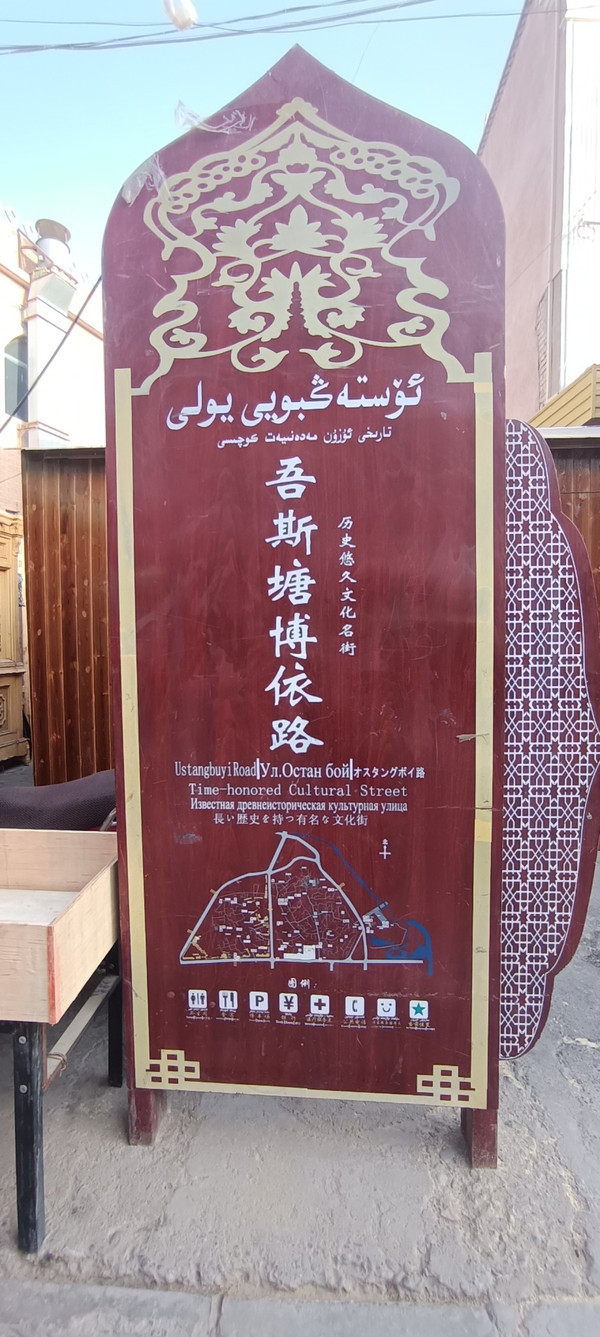 ئۆستەڭبويى يولى
تارىخى ئۇزۇن مەدەنىيەت كوچىسى
吾斯塘博依路
历史悠久文化名街
Ustangbuyi Road|Ул.Остан бой|オスタングボイ路
Time-honored Cultural Street
Известная древнеисторическая культурная улица
長い歴史を持つ有名な文化街
北
图例:
P ¥